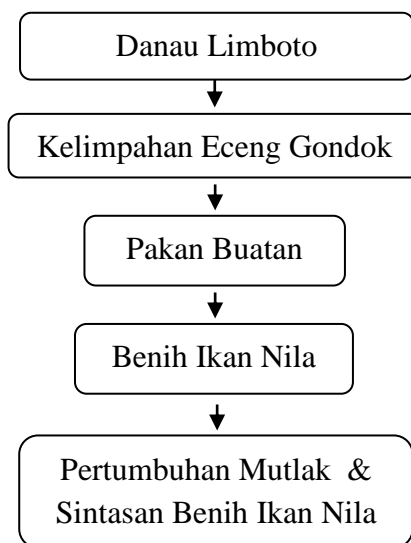 Danau Limboto
Kelimpahan Eceng Gondok
Pakan Buatan
Benih Ikan Nila
Pertumbuhan Mutlak &
Sintasan Benih Ikan Nila